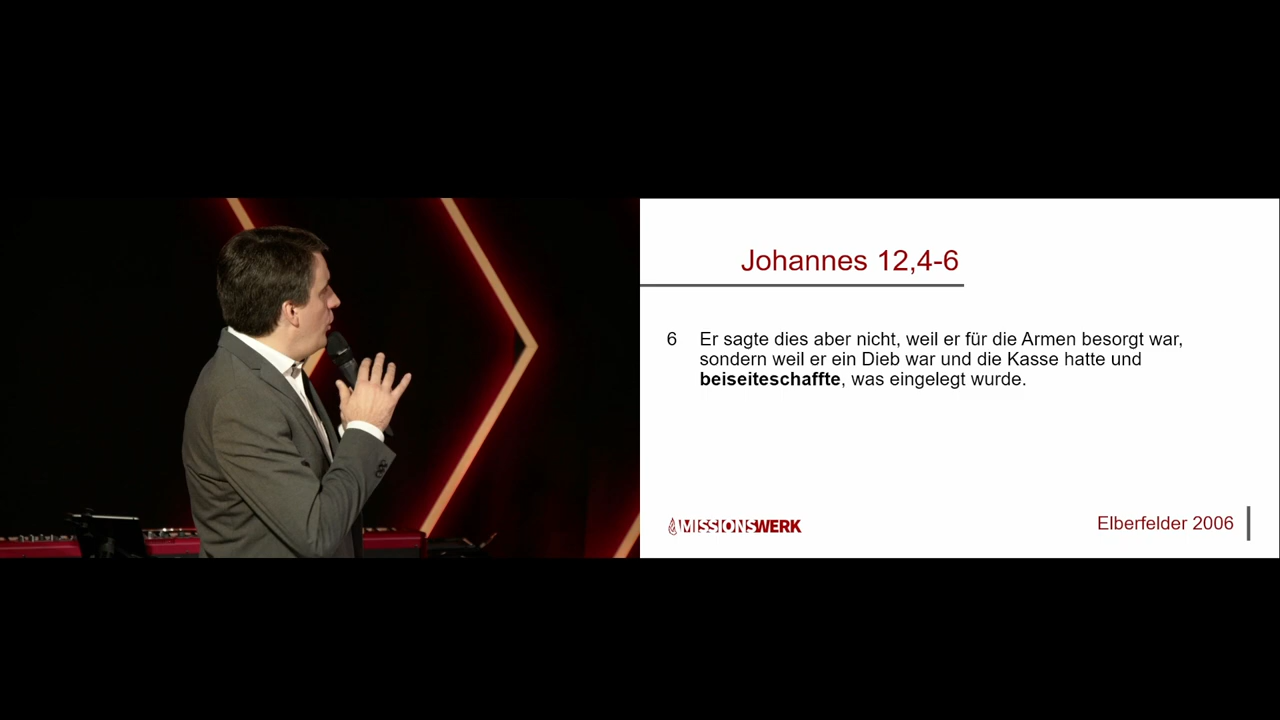 Johannes 12,4-6
6 Er sagte dies aber nicht, weil er für die Armen besorgt war,
sondern weil er ein Dieb war und die Kasse hatte und
beiseiteschaffte, was eingelegt wurde.
MISSIONSWERK
Elberfelder 2006